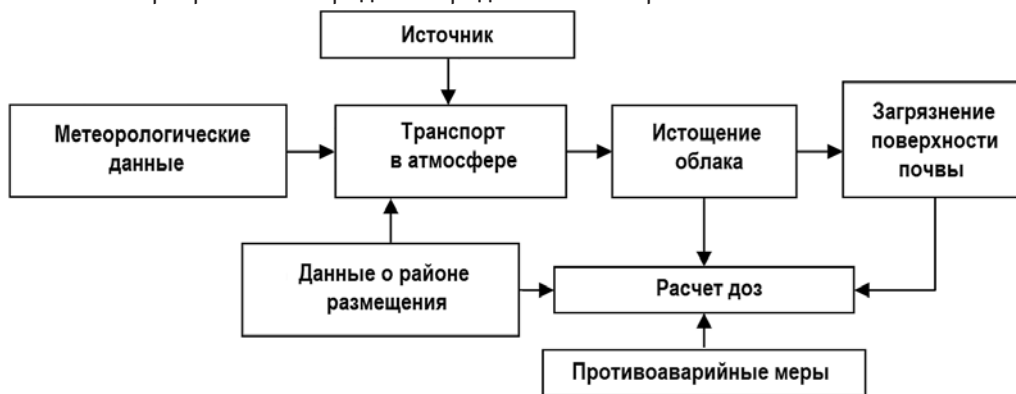 Источник
Метеорологические
данные
Транспорт
в атмосфере
Истощение
облака
Загрязнение
поверхности
почвы
Данные о районе
размещения
Расчет доз
Противоаварийные меры